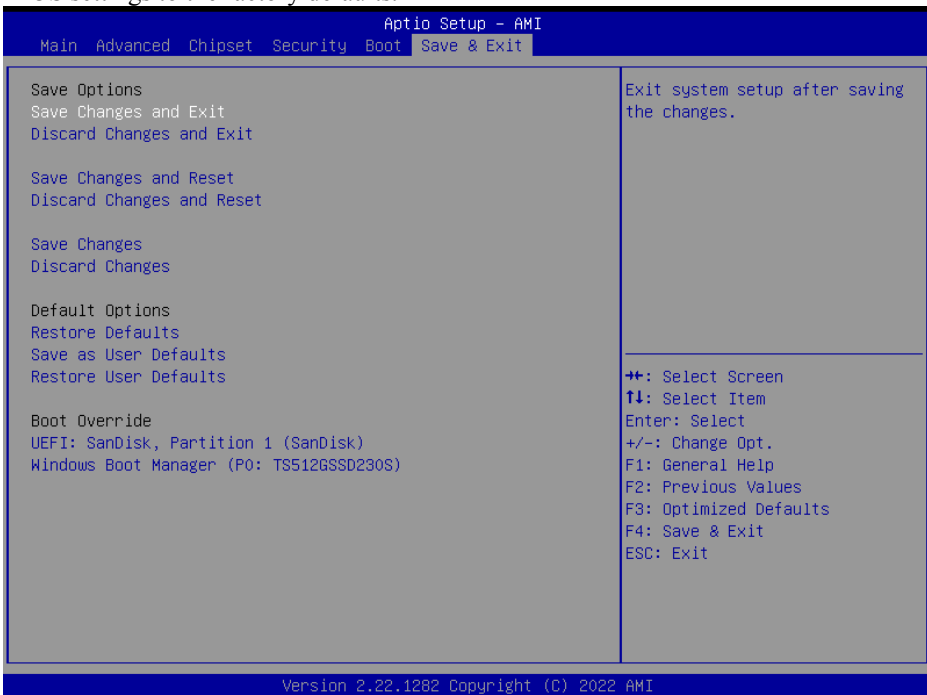 Aptio Setup - AMI
Main Advanced Chipset Security Boot Save & Exit
Save Options
Save Changes and Exit
Discard Changes and Exit
Save Changes and Reset
Discard Changes and Reset
Save Changes
Discard Changes
Default Options
Restore Defaults
Save as User Defaults
Restore User Defaults
Boot Override
UEFI: SanDisk, Partition 1 (SanDisk)
Windows Boot Manager (P0: TS512GSSD230S)
Exit system setup after saving
the changes.
→←: Select Screen
↑↓: Select Item
Enter: Select
+/-: Change Opt.
F1: General Help
F2: Previous Values
F3: Optimized Defaults
F4: Save & Exit
ESC: Exit
Version 2.22.1282 Copyright (C) 2022 AMI